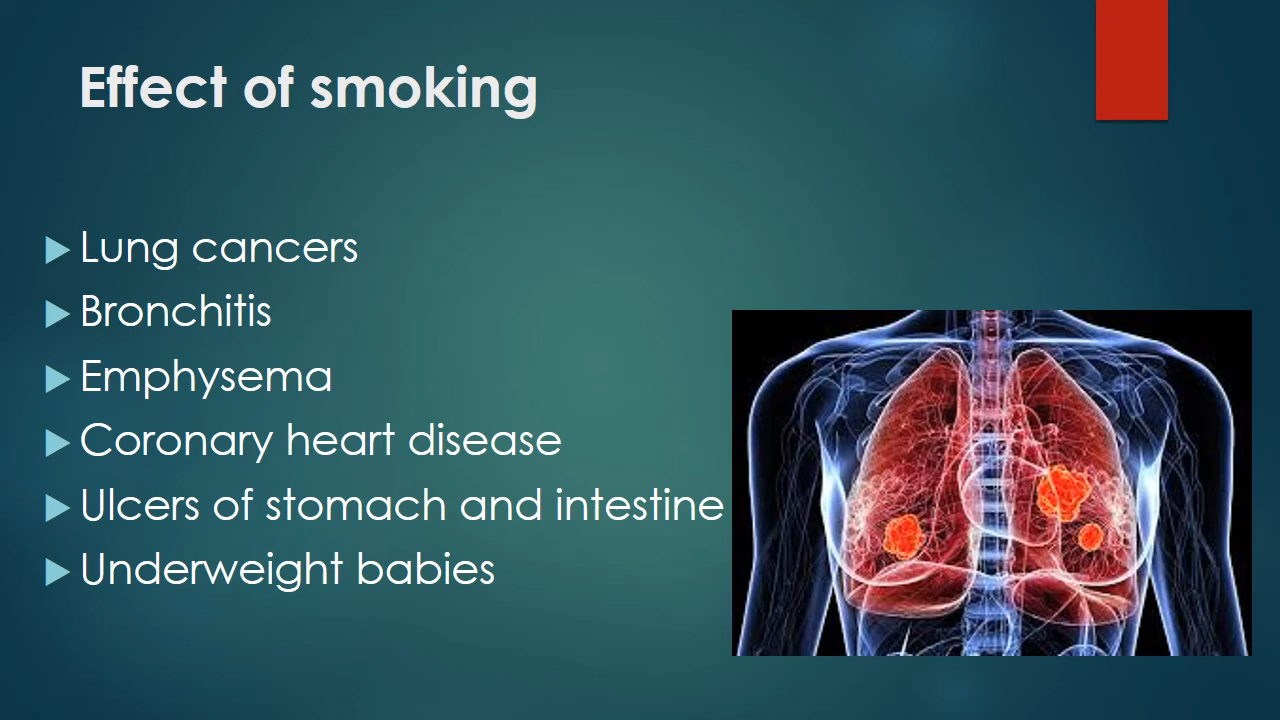 Effect of smoking
Lung cancers
Bronchitis
Emphysema
Coronary heart disease
Ulcers of stomach and intestine
Underweight babies